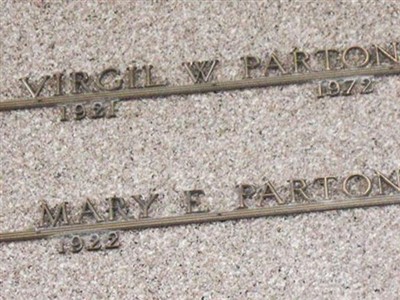 VIRGIL W PARTON
1921 1972
MARY E PARTON
1922